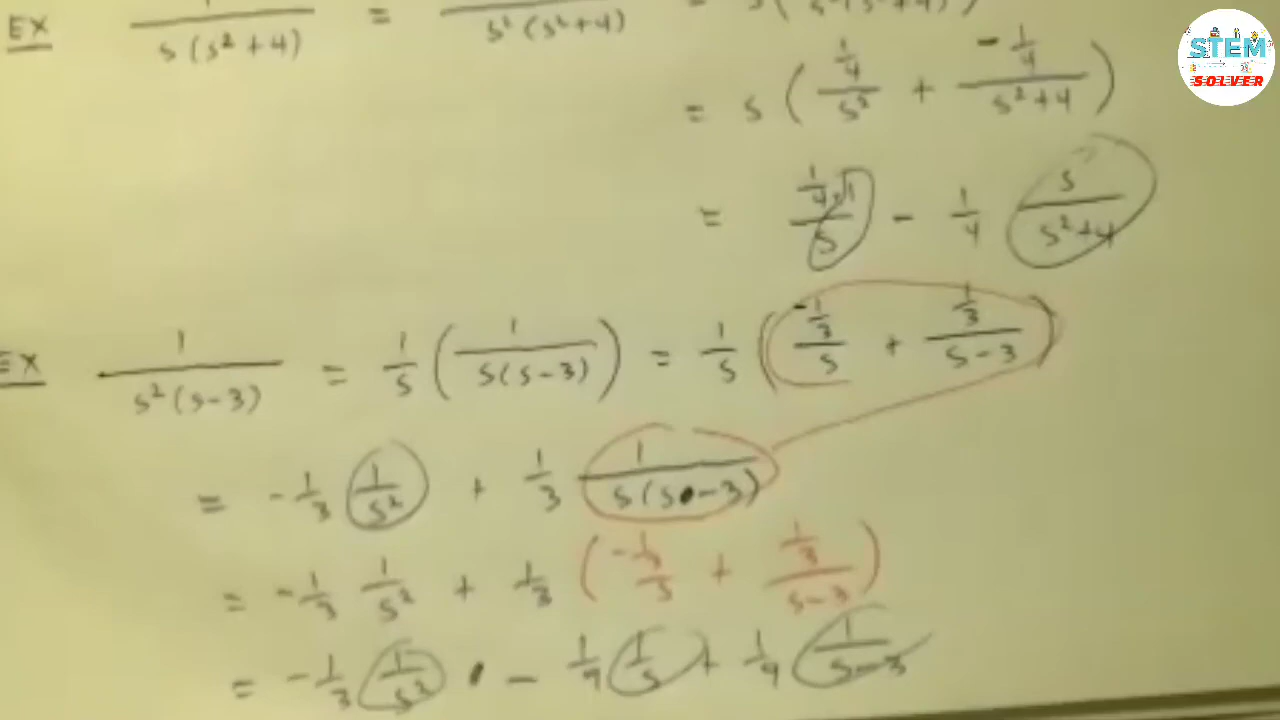 EX 1/(s(s²+4)) = /(s²(s²+4)) = s( )
= s ( (1/4)/s² + (-1/4)/(s²+4) )
= (1/4·1)/s - 1/4 s/(s²+4)
EX 1/(s²(s-3)) = 1/s ( 1/(s(s-3)) ) = 1/s ( (-1/3)/s + (1/3)/(s-3) )
= -1/3 1/s² + 1/3 1/(s(s-3))
= -1/3 1/s² + 1/3 ( (-1/3)/s + (1/3)/(s-3) )
= -1/3 1/s² - 1/9 1/s + 1/9 1/(s-3)
STEM
SOLVER